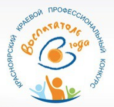 КРАСНОЯРСКИЙ КРАЕВОЙ ПРОФЕССИОНАЛЬНЫЙ КОНКУРС
Воспитатель
года